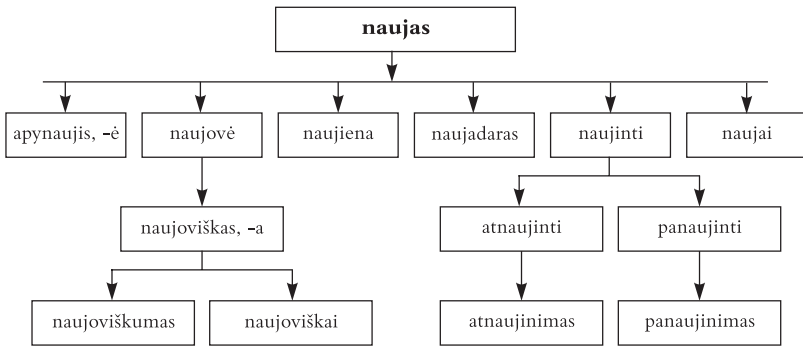 naujas
apynaujis, -ė naujovė naujiena naujadaras naujinti naujai
naujoviškas, -a atnaujinti panaujinti
naujoviškumas naujoviškai atnaujinimas panaujinimas